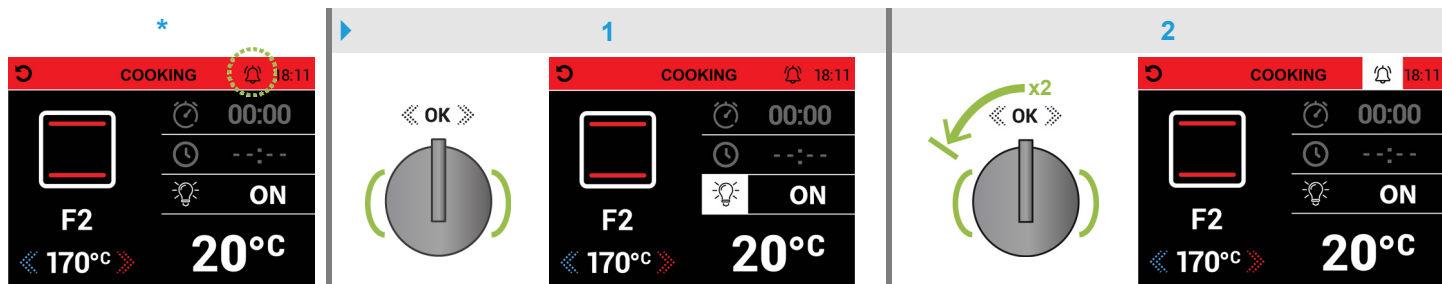 *
COOKING 18:11
00:00
--:--
ON
F2
170°C
20°C
1
OK
COOKING 18:11
00:00
--:--
ON
F2
170°C
20°C
2
x2
OK
COOKING 18:11
00:00
--:--
ON
F2
170°C
20°C